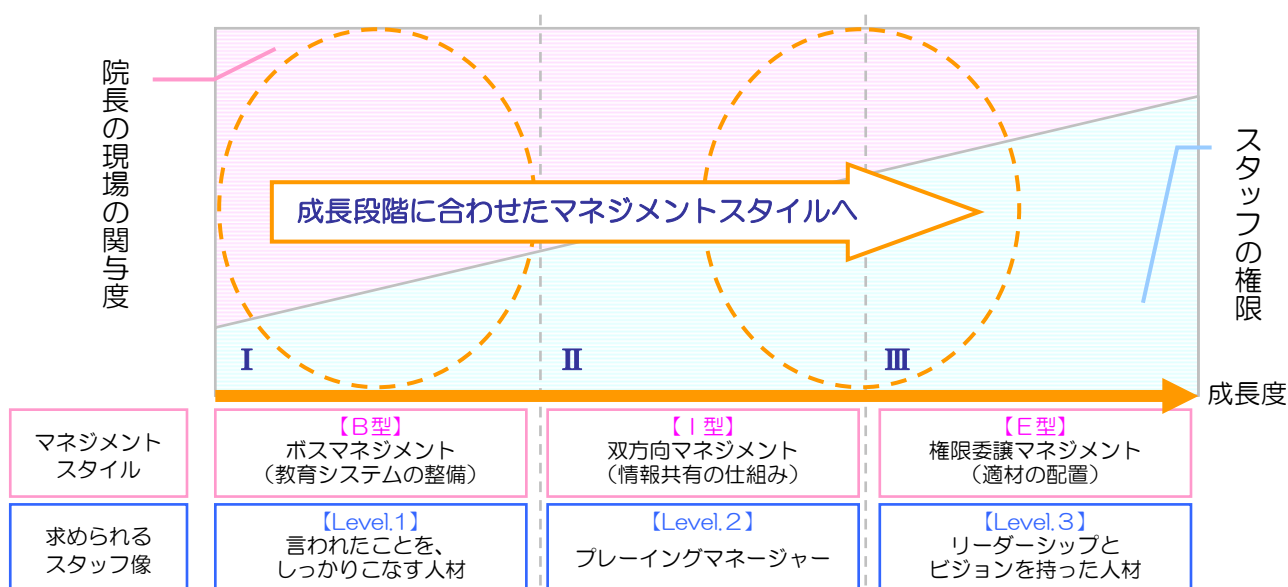 院長の現場の関与度
スタッフの権限
成長段階に合わせたマネジメントスタイルへ
Ⅰ
Ⅱ
Ⅲ
成長度
マネジメント
スタイル
【B型】
ボスマネジメント
（教育システムの整備）
【I型】
双方向マネジメント
（情報共有の仕組み）
【E型】
権限委譲マネジメント
（適材の配置）
求められる
スタッフ像
【Level.1】
言われたことを、
しっかりこなす人材
【Level.2】
プレーイングマネージャー
【Level.3】
リーダーシップと
ビジョンを持った人材